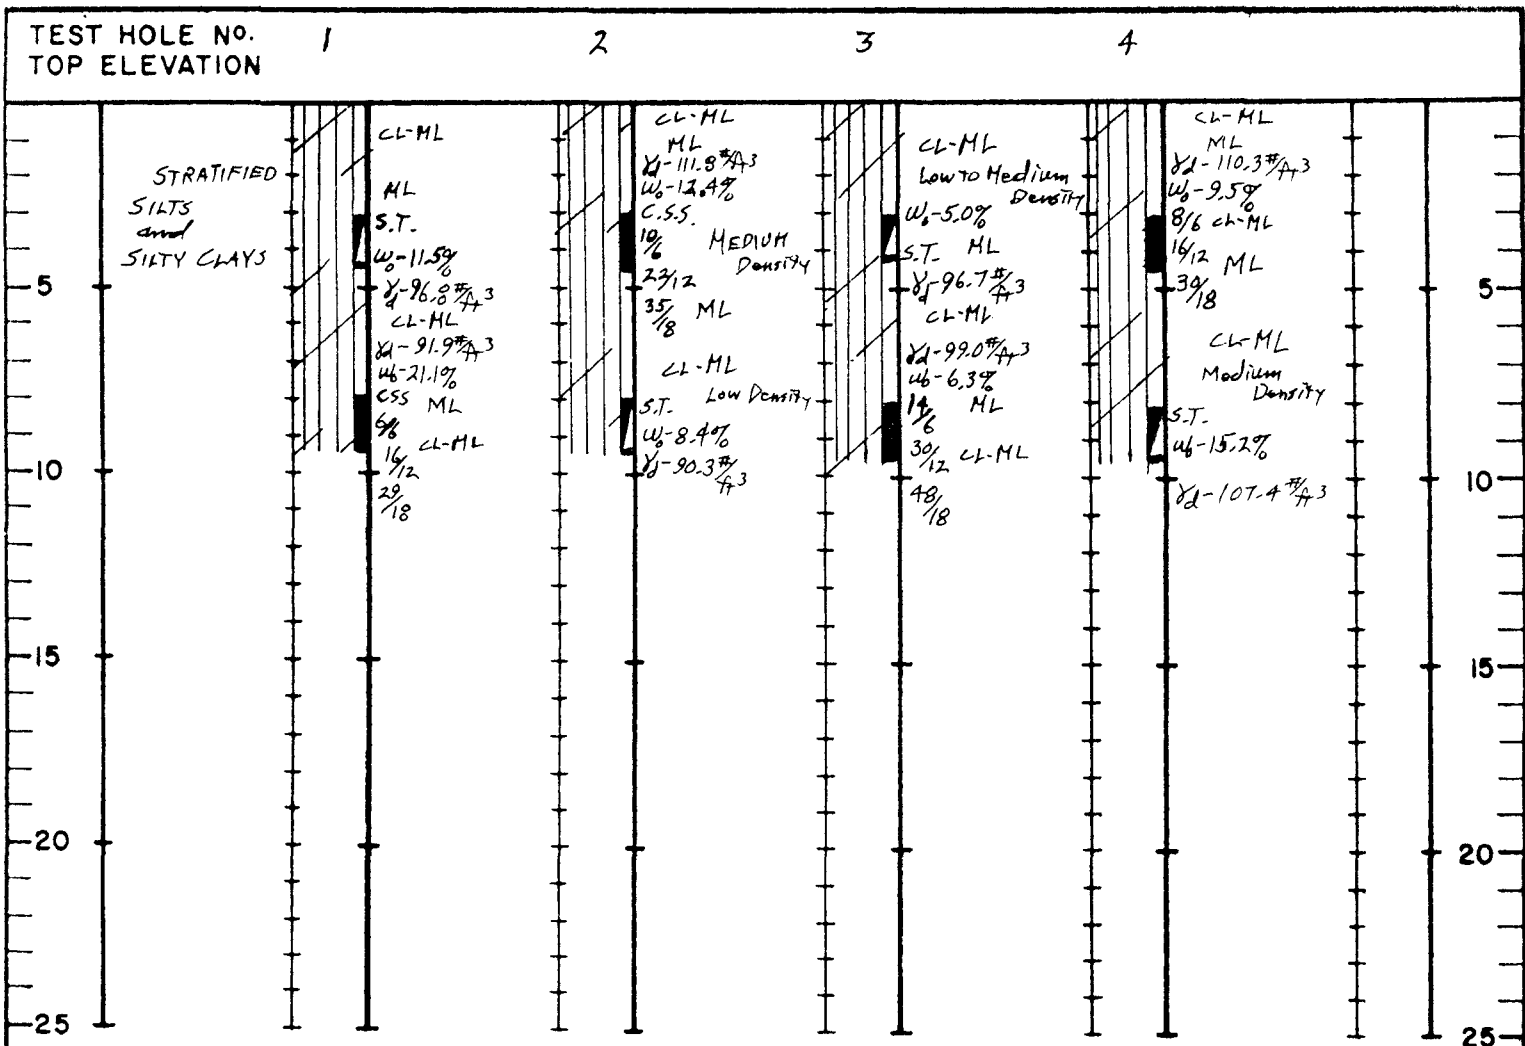 TEST HOLE NO. 1 2 3 4
TOP ELEVATION
STRATIFIED
SILTS
and
SILTY CLAYS
CL-ML
ML
S.T.
w₀-11.5%
γd-96.0#/ft3
CL-ML
γd-91.9#/ft3
w₀-21.1%
CSS ML
6/6
16/12 CL-ML
29/18
CL-ML
ML
γd-111.8#/ft3
w₀-12.4%
C.S.S.
10/6 MEDIUM
Density
22/12
35/18 ML
CL-ML
Low Density
S.T.
w₀-8.4%
γd-90.3#/ft3
CL-ML
Low to Medium
Density
w₀-5.0%
S.T. ML
γd-96.7#/ft3
CL-ML
γd-99.0#/ft3
w₀-6.3%
14/6 ML
30/12 CL-ML
48/18
CL-ML
ML
γd-110.3#/ft3
w₀-9.5%
8/6 CL-ML
16/12 ML
30/18
CL-ML
Medium
Density
S.T.
w₀-15.2%
γd-107.4#/ft3
5 5
10 10
15 15
20 20
25 25